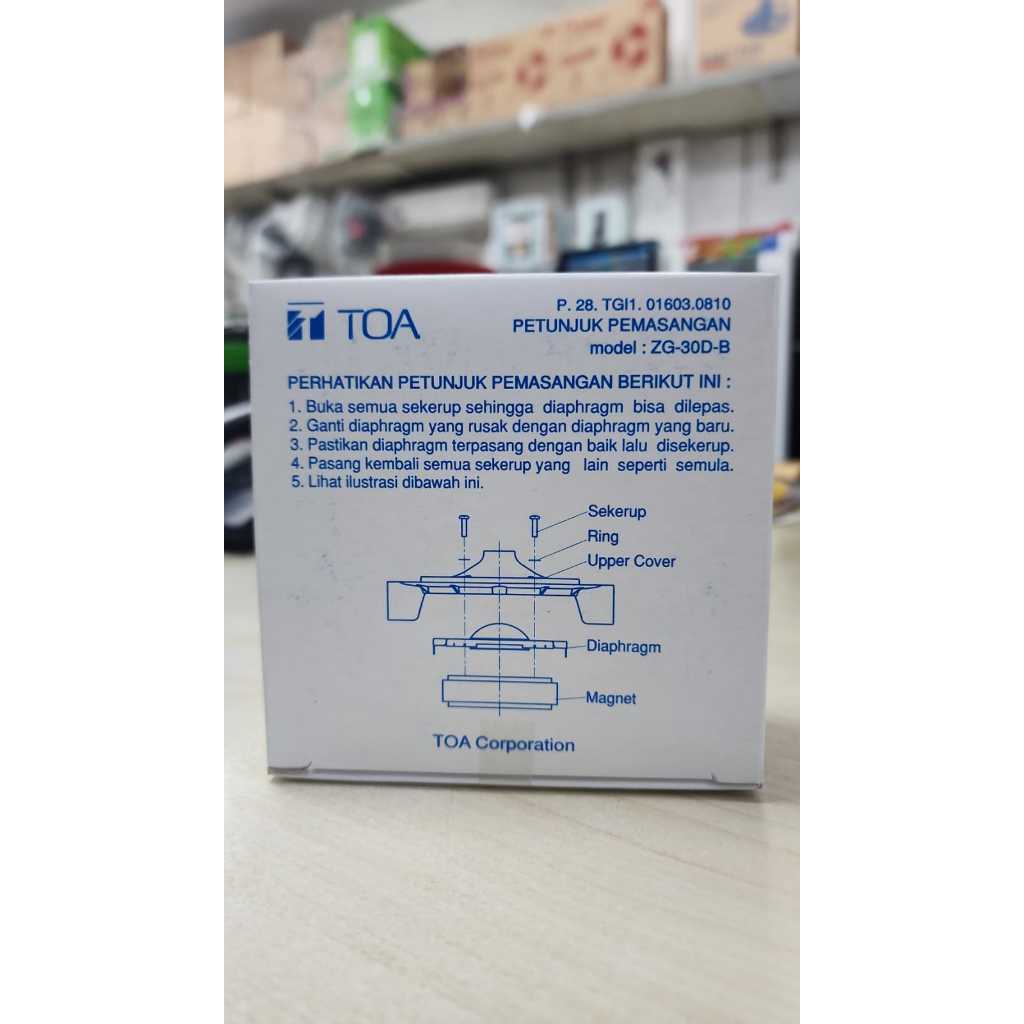 TOA
P. 28. TGI1. 01603.0810
PETUNJUK PEMASANGAN
model : ZG-30D-B
PERHATIKAN PETUNJUK PEMASANGAN BERIKUT INI :
1. Buka semua sekerup sehingga diaphragm bisa dilepas.
2. Ganti diaphragm yang rusak dengan diaphragm yang baru.
3. Pastikan diaphragm terpasang dengan baik lalu disekerup.
4. Pasang kembali semua sekerup yang lain seperti semula.
5. Lihat ilustrasi dibawah ini.
Sekerup
Ring
Upper Cover
Diaphragm
Magnet
TOA Corporation